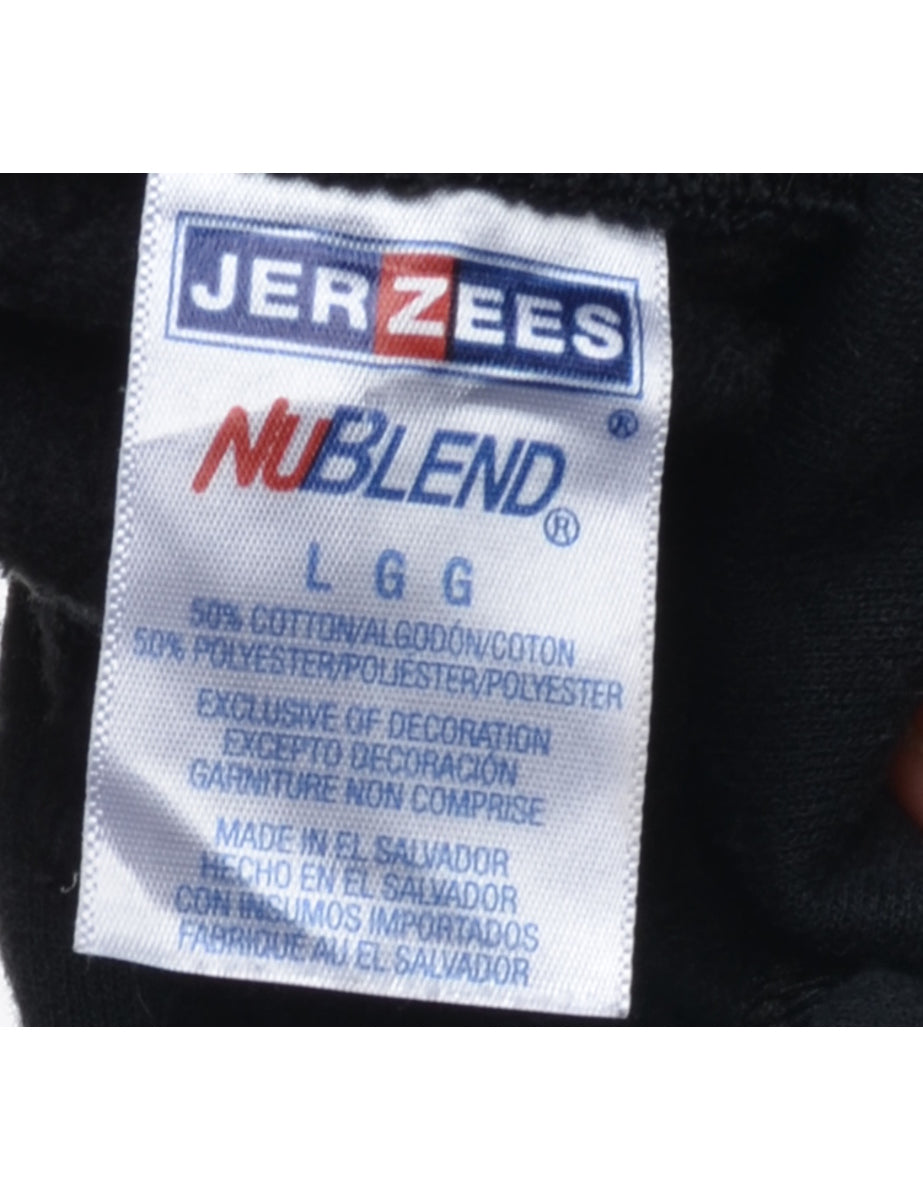 JERZEES
®
NUBLEND®
L G G
50% COTTON/ALGODÓN/COTON
50% POLYESTER/POLIÉSTER/POLYESTER
EXCLUSIVE OF DECORATION
EXCEPTO DECORACIÓN
GARNITURE NON COMPRISE
MADE IN EL SALVADOR
HECHO EN EL SALVADOR
CON INSUMOS IMPORTADOS
FABRIQUE AU EL SALVADOR